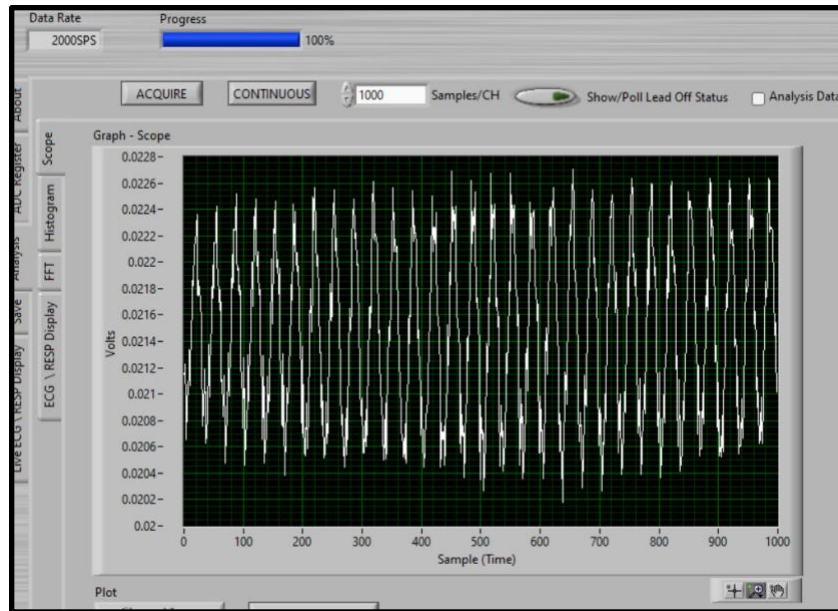 Data Rate
Progress
2000SPS
100%
ACQUIRE
CONTINUOUS
1000
Samples/CH
Show/Poll Lead Off Status
Analysis Data
About
ADC Register
Analysis
Save
Live ECG \ RESP Display
Scope
Histogram
FFT
ECG \ RESP Display
Graph - Scope
0.0228
0.0226
0.0224
0.0222
0.022
0.0218
0.0216
0.0214
0.0212
0.021
0.0208
0.0206
0.0204
0.0202
0.02
Volts
0 100 200 300 400 500 600 700 800 900 1000
Sample (Time)
Plot